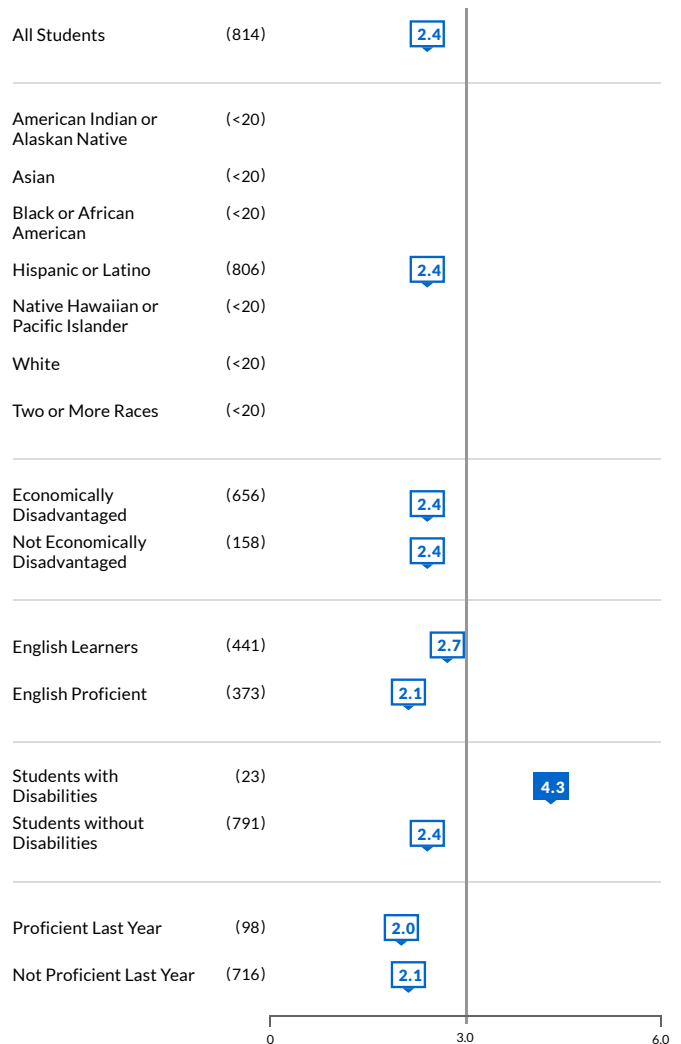 All Students (814) 2.4
American Indian or (<20)
Alaskan Native
Asian (<20)
Black or African (<20)
American
Hispanic or Latino (806) 2.4
Native Hawaiian or (<20)
Pacific Islander
White (<20)
Two or More Races (<20)
Economically (656) 2.4
Disadvantaged
Not Economically (158) 2.4
Disadvantaged
English Learners (441) 2.7
English Proficient (373) 2.1
Students with (23) 4.3
Disabilities
Students without (791) 2.4
Disabilities
Proficient Last Year (98) 2.0
Not Proficient Last Year (716) 2.1
0 3.0 6.0